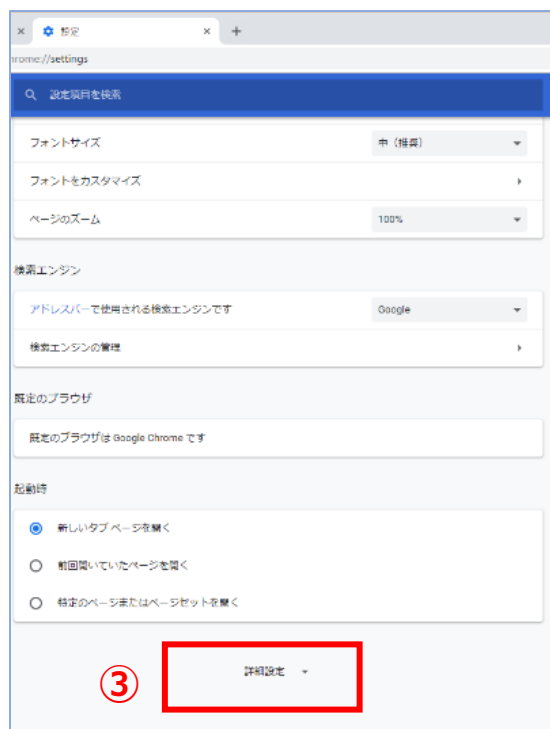 設定
rome://settings
設定項目を検索
フォントサイズ 中（推奨）
フォントをカスタマイズ
ページのズーム 100%
検索エンジン
アドレスバーで使用される検索エンジンです Google
検索エンジンの管理
既定のブラウザ
既定のブラウザは Google Chrome です
起動時
新しいタブ ページを開く
前回開いていたページを開く
特定のページまたはページセットを開く
③ 詳細設定